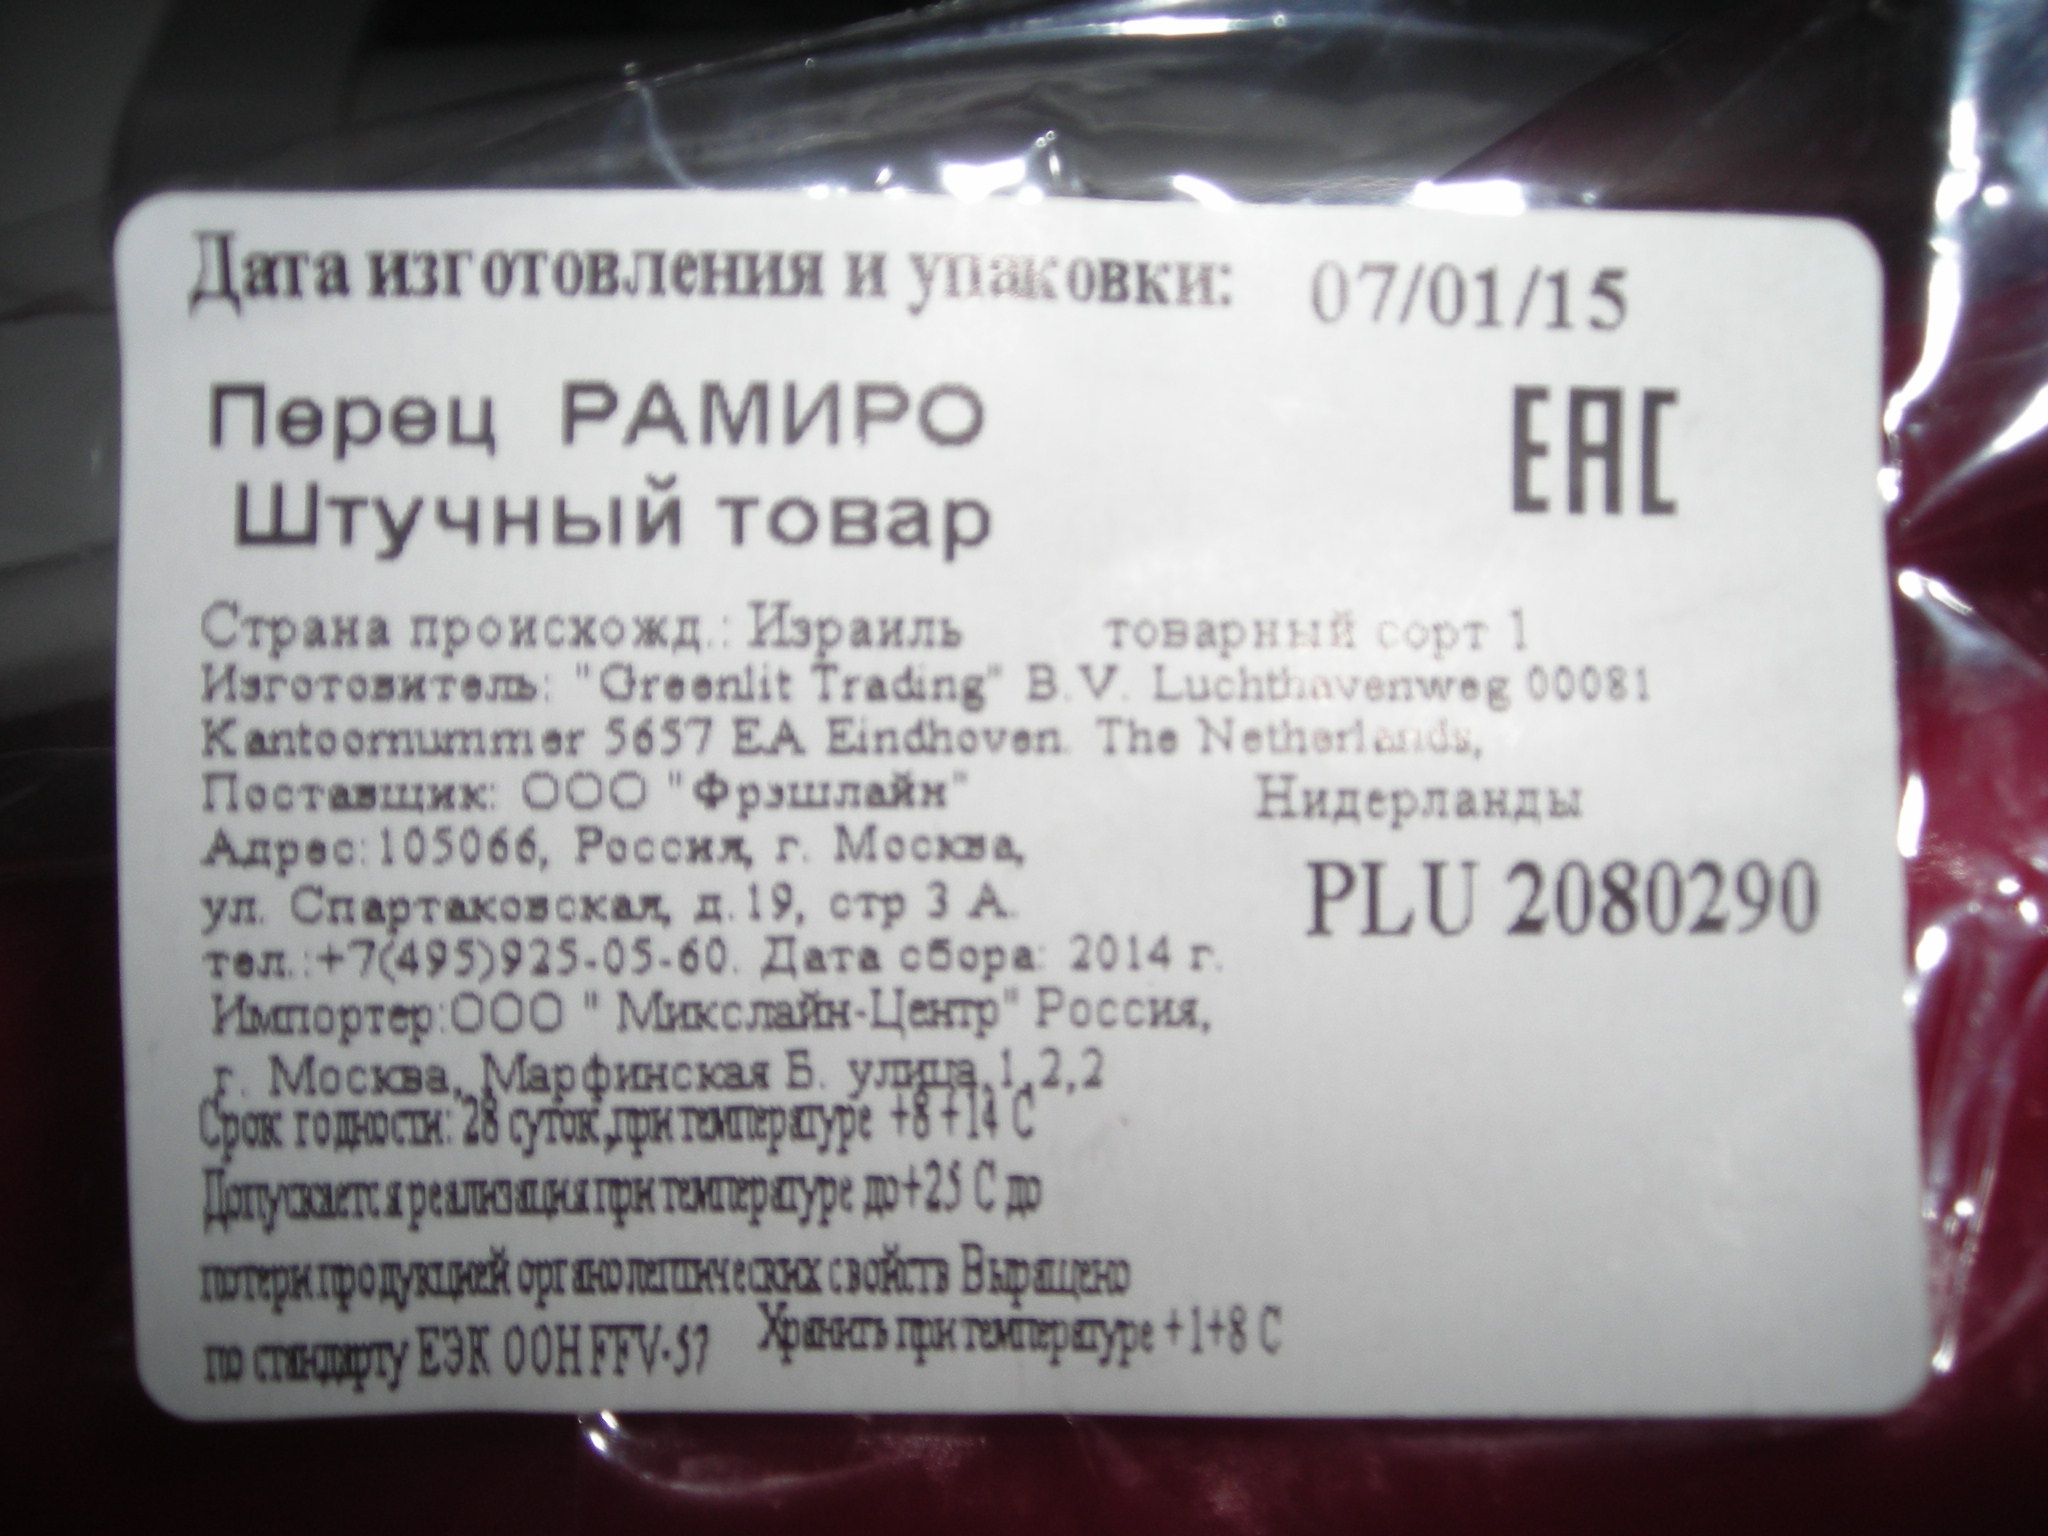 Дата изготовления и упаковки: 07/01/15
Перец РАМИРО
EAC
Штучный товар
Страна происхожд.: Израиль товарный сорт 1
Изготовитель: "Greenlit Trading" B.V. Luchthavenweg 00081
Kantoornummer 5657 EA Eindhoven. The Netherlands,
Поставщик: ООО "Фрэшлайн" Нидерланды
Адрес:105066, Россия, г. Москва,
PLU 2080290
ул. Спартаковская, д.19, стр 3 А.
тел.:+7(495)925-05-60. Дата сбора: 2014 г.
Импортер:ООО " Микслайн-Центр" Россия,
г. Москва, Марфинская Б. улица,1,2,2
Срок годности: 28 суток,при температуре +8 +14 С
Допускается реализация при температуре до+25 С до
потери продукцией органолептических свойств Выращено
по стандарту ЕЭК ООН FFV-57 Хранить при температуре +1+8 С